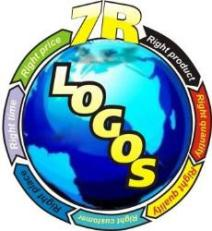 7R
LOGOS
Right product
Right quantity
Right quality
Right customer
Right place
Right time
Right price